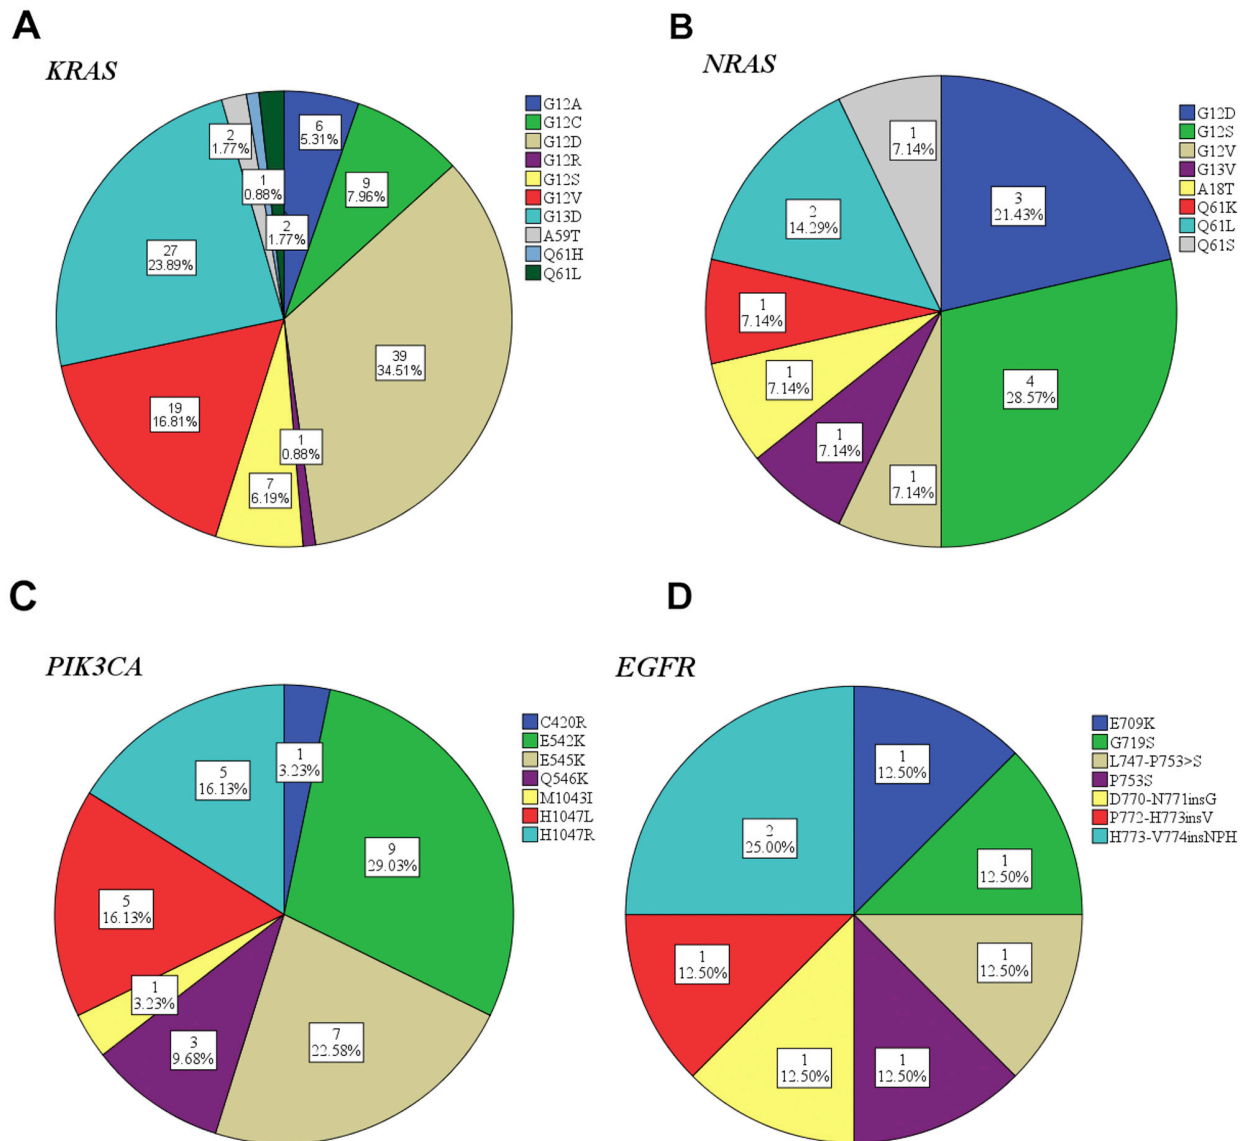 A
KRAS
6
5.31%
9
7.96%
39
34.51%
1
0.88%
7
6.19%
19
16.81%
27
23.89%
2
1.77%
1
0.88%
2
1.77%
G12A
G12C
G12D
G12R
G12S
G12V
G13D
A59T
Q61H
Q61L
B
NRAS
3
21.43%
4
28.57%
1
7.14%
1
7.14%
1
7.14%
1
7.14%
2
14.29%
1
7.14%
G12D
G12S
G12V
G13V
A18T
Q61K
Q61L
Q61S
C
PIK3CA
1
3.23%
9
29.03%
7
22.58%
3
9.68%
1
3.23%
5
16.13%
5
16.13%
C420R
E542K
E545K
Q546K
M1043I
H1047L
H1047R
D
EGFR
1
12.50%
1
12.50%
1
12.50%
1
12.50%
1
12.50%
1
12.50%
2
25.00%
E709K
G719S
L747-P753>S
P753S
D770-N771insG
P772-H773insV
H773-V774insNPH